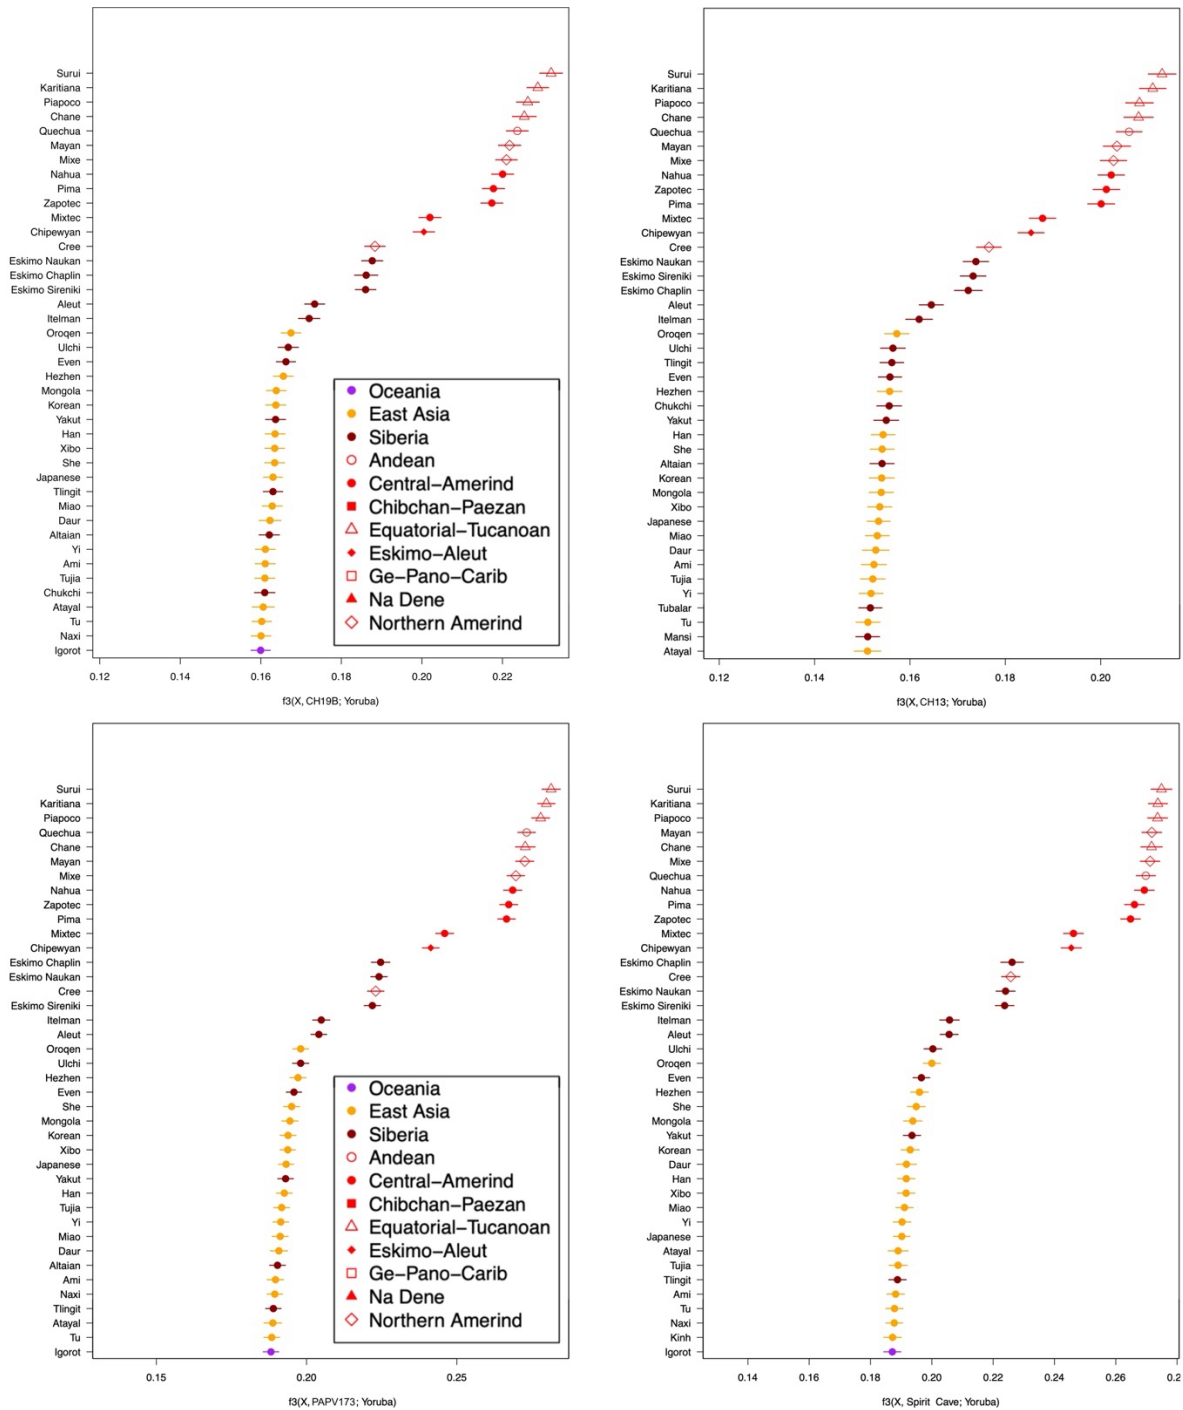 Surui
Karitiana
Piapoco
Chane
Quechua
Mayan
Mixe
Nahua
Pima
Zapotec
Mixtec
Chipewyan
Cree
Eskimo Naukan
Eskimo Chaplin
Eskimo Sireniki
Aleut
Itelman
Oroqen
Ulchi
Even
Hezhen
Mongola
Korean
Yakut
Han
Xibo
She
Japanese
Tlingit
Miao
Daur
Altaian
Yi
Ami
Tujia
Chukchi
Atayal
Tu
Naxi
Igorot
Oceania
East Asia
Siberia
Andean
Central-Amerind
Chibchan-Paezan
Equatorial-Tucanoan
Eskimo-Aleut
Ge-Pano-Carib
Na Dene
Northern Amerind
0.12 0.14 0.16 0.18 0.20 0.22
f3(X, CH19B; Yoruba)
Surui
Karitiana
Piapoco
Chane
Quechua
Mayan
Mixe
Nahua
Zapotec
Pima
Mixtec
Chipewyan
Cree
Eskimo Naukan
Eskimo Sireniki
Eskimo Chaplin
Aleut
Itelman
Oroqen
Ulchi
Tlingit
Even
Hezhen
Chukchi
Yakut
Han
She
Altaian
Korean
Mongola
Xibo
Japanese
Miao
Daur
Ami
Tujia
Yi
Tubalar
Tu
Mansi
Atayal
0.12 0.14 0.16 0.18 0.20
f3(X, CH13; Yoruba)
Surui
Karitiana
Piapoco
Quechua
Chane
Mayan
Mixe
Nahua
Zapotec
Pima
Mixtec
Chipewyan
Eskimo Chaplin
Eskimo Naukan
Cree
Eskimo Sireniki
Itelman
Aleut
Oroqen
Ulchi
Hezhen
Even
She
Mongola
Korean
Xibo
Japanese
Yakut
Han
Tujia
Yi
Miao
Daur
Altaian
Ami
Naxi
Tlingit
Atayal
Tu
Igorot
Oceania
East Asia
Siberia
Andean
Central-Amerind
Chibchan-Paezan
Equatorial-Tucanoan
Eskimo-Aleut
Ge-Pano-Carib
Na Dene
Northern Amerind
0.15 0.20 0.25
f3(X, PAPV173; Yoruba)
Surui
Karitiana
Piapoco
Mayan
Chane
Mixe
Quechua
Nahua
Pima
Zapotec
Mixtec
Chipewyan
Eskimo Chaplin
Cree
Eskimo Naukan
Eskimo Sireniki
Itelman
Aleut
Ulchi
Oroqen
Even
Hezhen
She
Mongola
Yakut
Korean
Daur
Han
Xibo
Miao
Yi
Japanese
Atayal
Tujia
Tlingit
Ami
Tu
Naxi
Kinh
Igorot
0.14 0.16 0.18 0.20 0.22 0.24 0.26 0.2
f3(X, Spirit Cave; Yoruba)